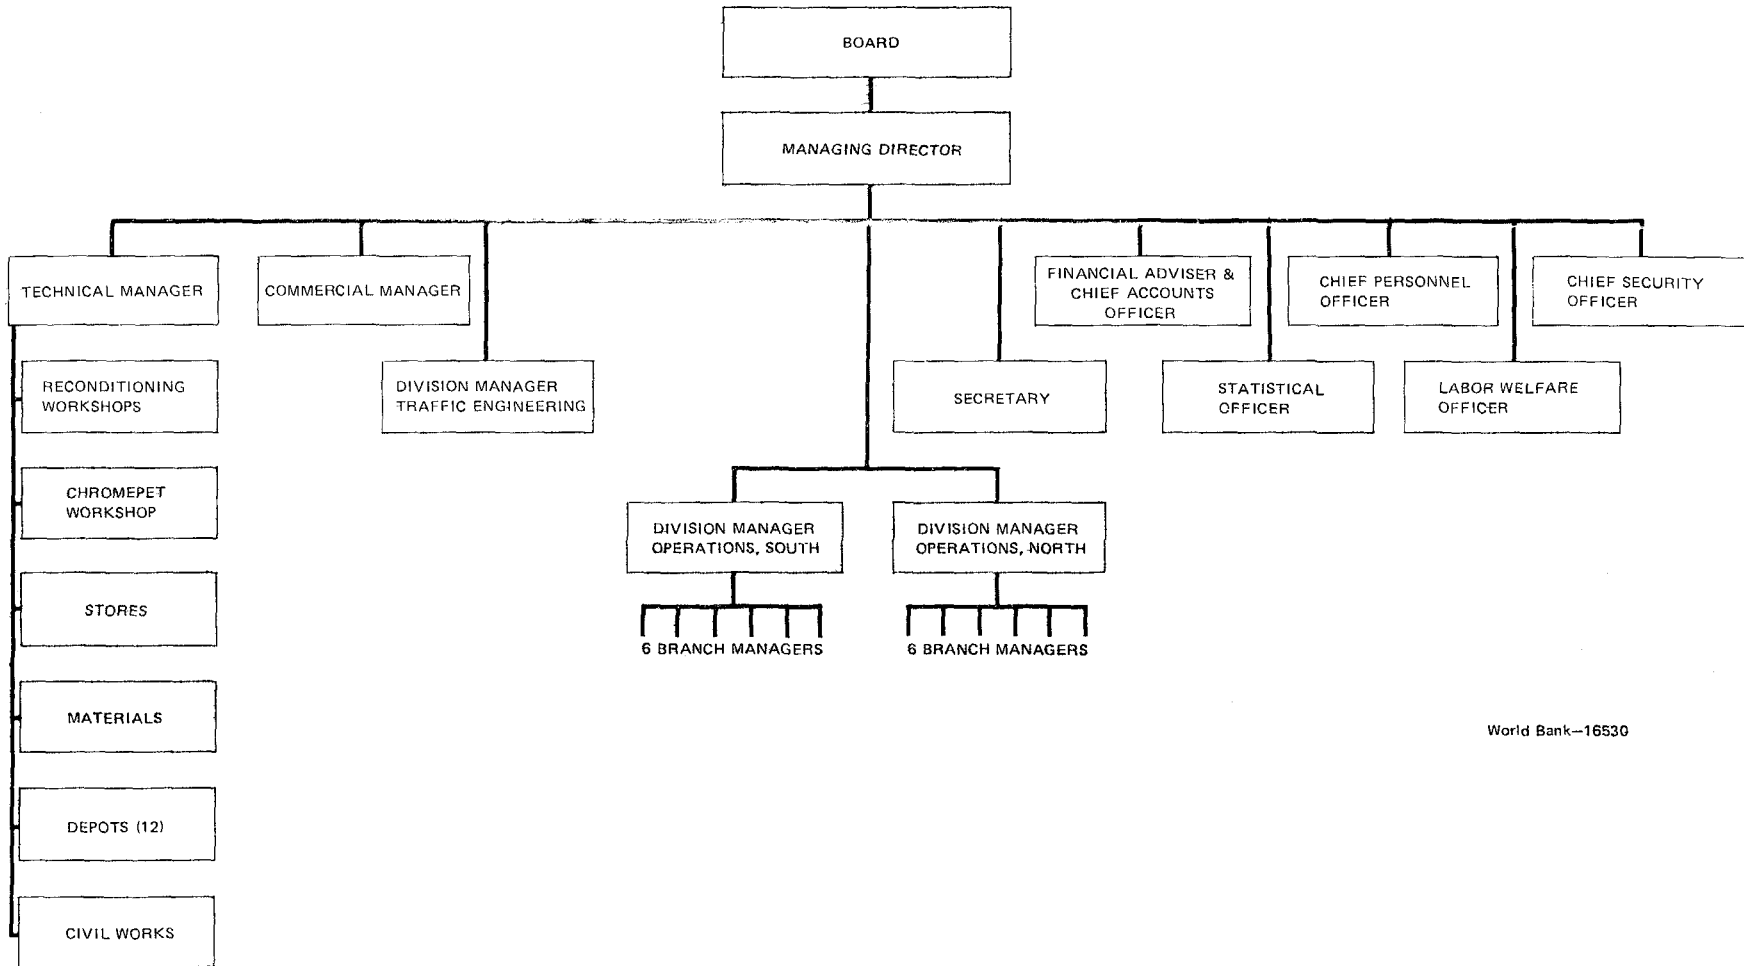 BOARD
MANAGING DIRECTOR
TECHNICAL MANAGER
COMMERCIAL MANAGER
FINANCIAL ADVISER &
CHIEF ACCOUNTS
OFFICER
CHIEF PERSONNEL
OFFICER
CHIEF SECURITY
OFFICER
RECONDITIONING
WORKSHOPS
DIVISION MANAGER
TRAFFIC ENGINEERING
SECRETARY
STATISTICAL
OFFICER
LABOR WELFARE
OFFICER
CHROMEPET
WORKSHOP
DIVISION MANAGER
OPERATIONS, SOUTH
DIVISION MANAGER
OPERATIONS, NORTH
STORES
6 BRANCH MANAGERS
6 BRANCH MANAGERS
MATERIALS
World Bank—16530
DEPOTS (12)
CIVIL WORKS